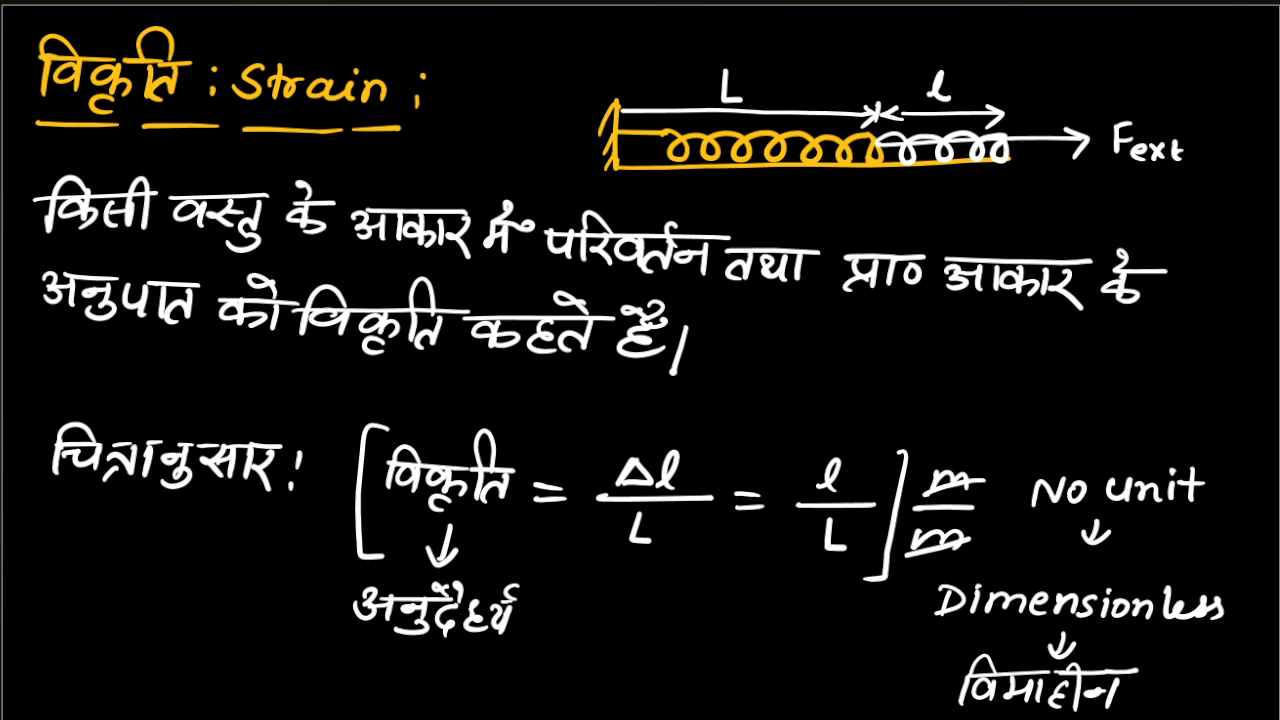 विकृति : Strain :
L l
Fext
किसी वस्तु के आकार में परिवर्तन तथा प्रा० आकार के
अनुपात को विकृति कहते हैं।
चित्रानुसार: [विकृति = Δl/L = l/L] m/m No unit
↓ ↓
अनुदैर्ध्य Dimensionless
↓
विमाहीन